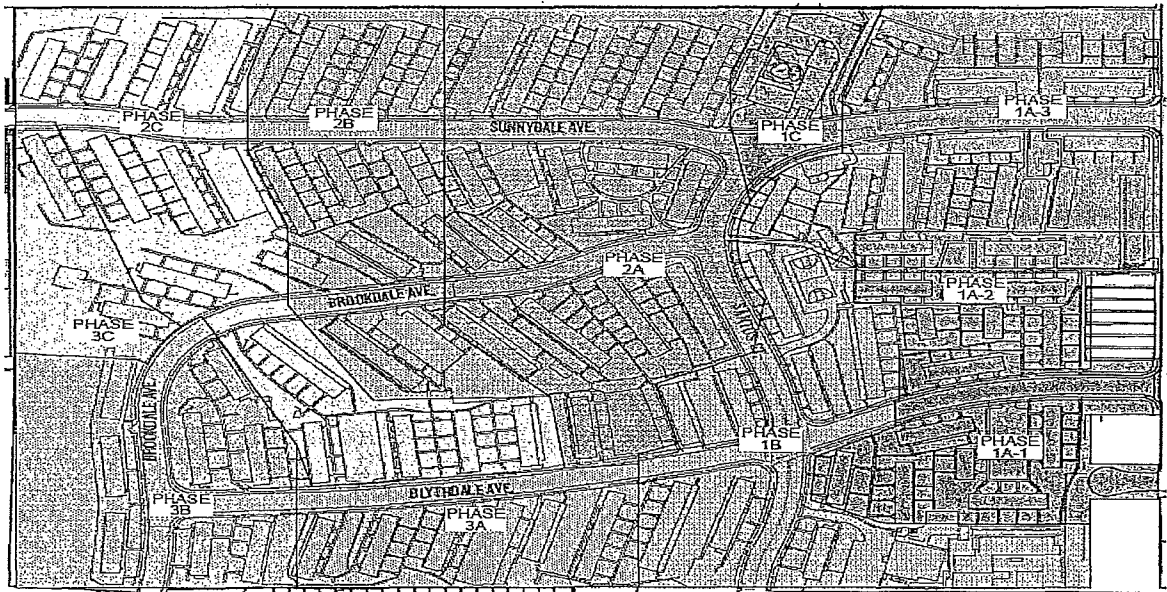 PHASE
2C
PHASE
2B
SUNNYDALE AVE.
PHASE
1C
PHASE
1A-3
PHASE
2A
BROOKDALE AVE.
PHASE
1A-2
PHASE
3C
BROOKDALE AVE.
PHASE
1B
PHASE
1A-1
BLYTHDALE AVE.
PHASE
3B
PHASE
3A